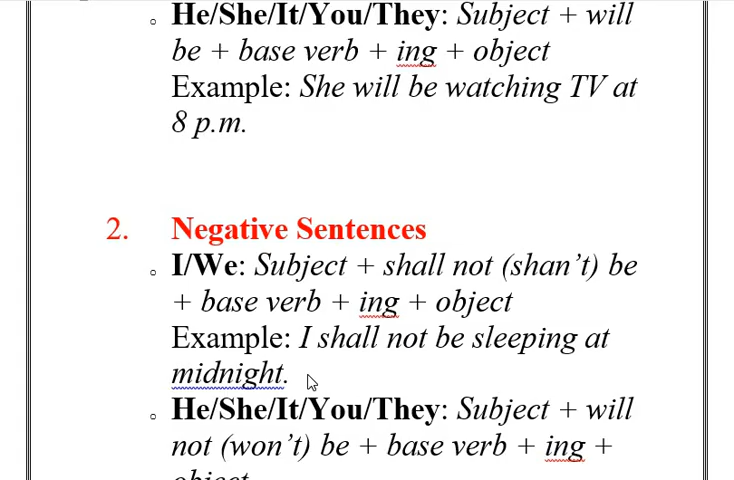 ◦ He/She/It/You/They: Subject + will
be + base verb + ing + object
Example: She will be watching TV at
8 p.m.
2. Negative Sentences
◦ I/We: Subject + shall not (shan’t) be
+ base verb + ing + object
Example: I shall not be sleeping at
midnight.
◦ He/She/It/You/They: Subject + will
not (won’t) be + base verb + ing +
object